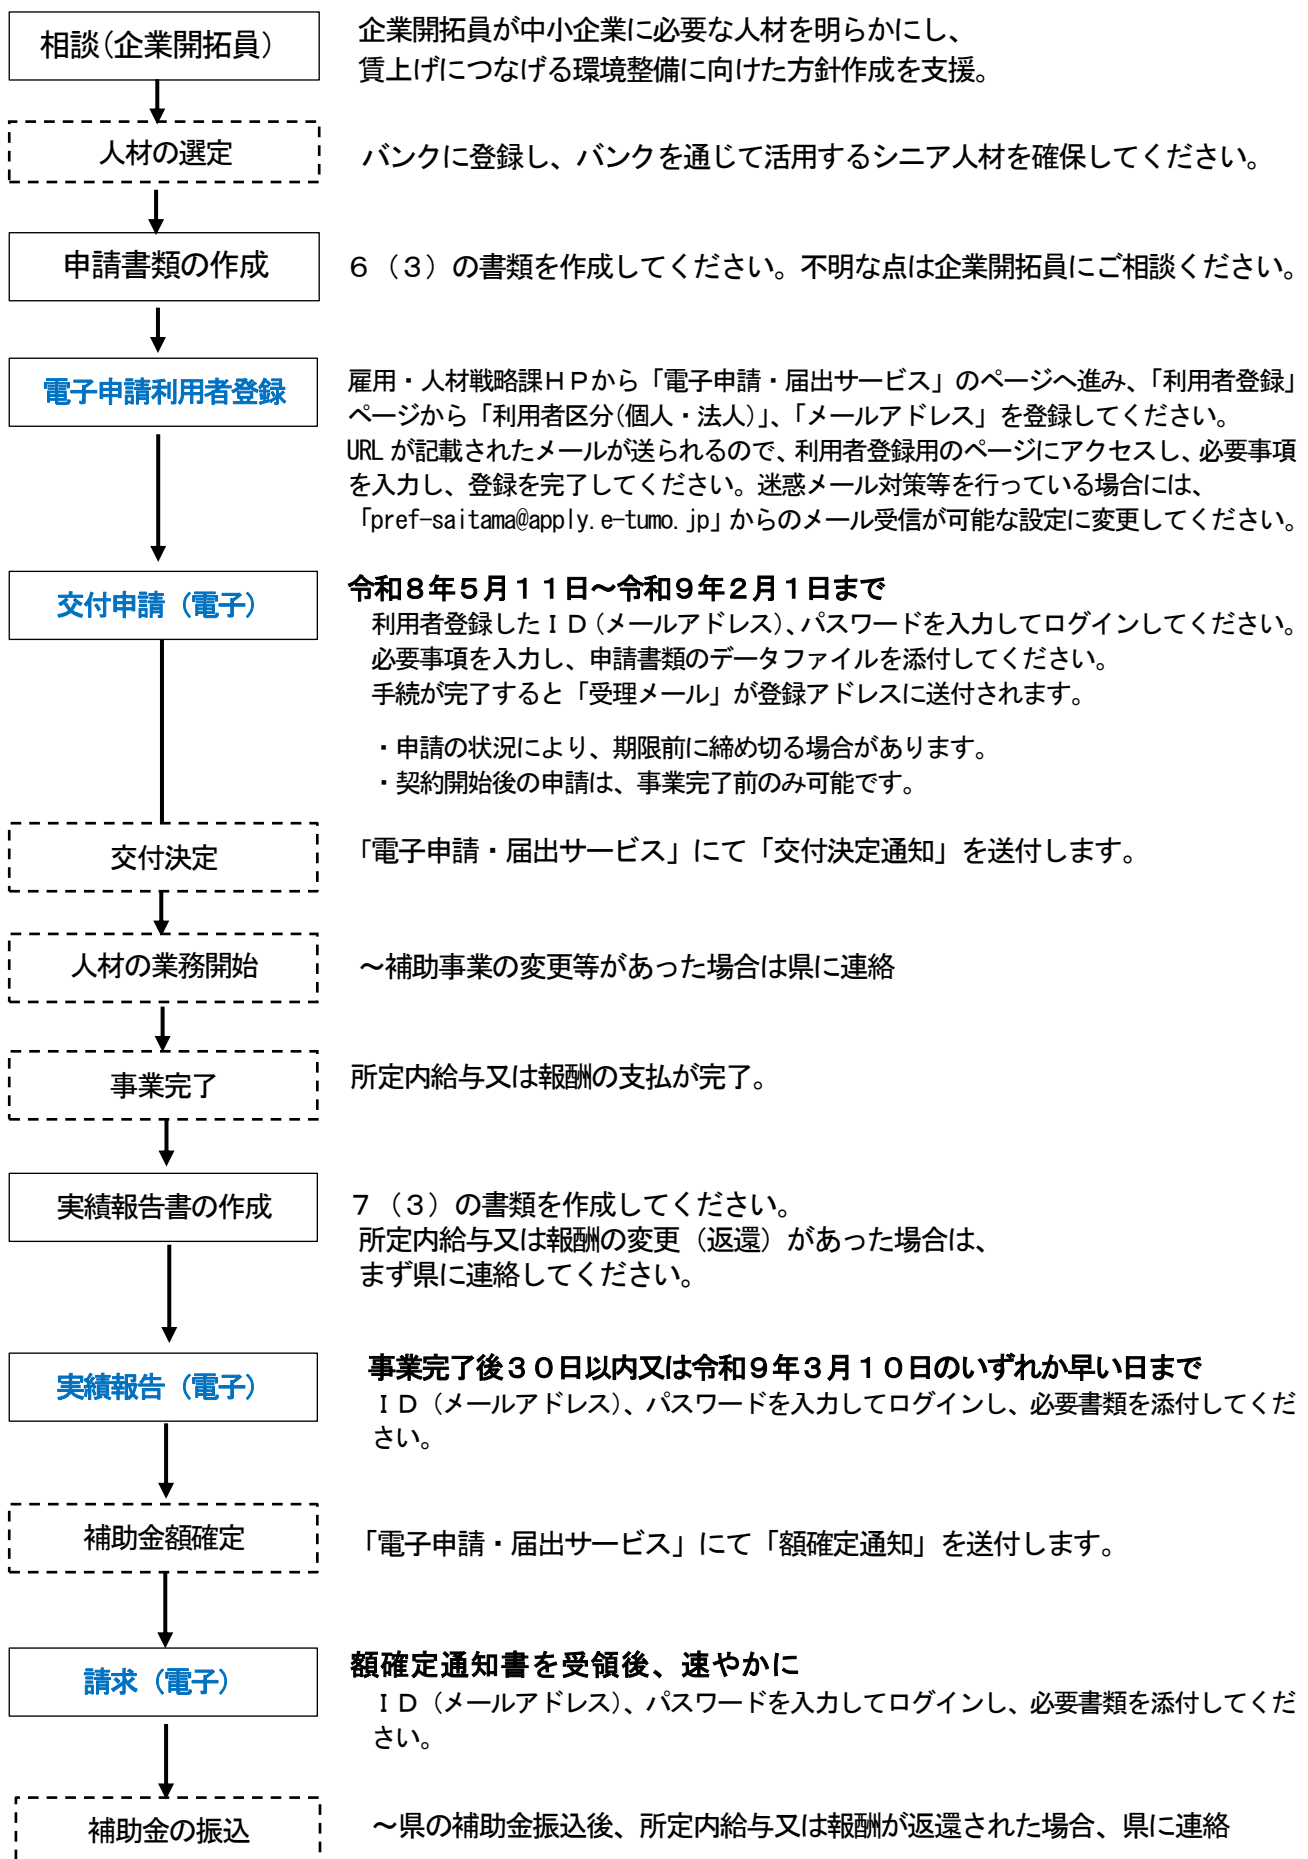 相談(企業開拓員)
企業開拓員が中小企業に必要な人材を明らかにし、
賃上げにつなげる環境整備に向けた方針作成を支援。
人材の選定
バンクに登録し、バンクを通じて活用するシニア人材を確保してください。
申請書類の作成
6（3）の書類を作成してください。不明な点は企業開拓員にご相談ください。
電子申請利用者登録
雇用・人材戦略課ＨＰから「電子申請・届出サービス」のページへ進み、「利用者登録」
ページから「利用者区分(個人・法人)」、「メールアドレス」を登録してください。
URL が記載されたメールが送られるので、利用者登録用のページにアクセスし、必要事項
を入力し、登録を完了してください。迷惑メール対策等を行っている場合には、
「pref-saitama@apply.e-tumo.jp」からのメール受信が可能な設定に変更してください。
交付申請（電子）
令和８年５月１１日～令和９年２月１日まで
利用者登録したＩＤ（メールアドレス）、パスワードを入力してログインしてください。
必要事項を入力し、申請書類のデータファイルを添付してください。
手続が完了すると「受理メール」が登録アドレスに送付されます。
・申請の状況により、期限前に締め切る場合があります。
・契約開始後の申請は、事業完了前のみ可能です。
交付決定
「電子申請・届出サービス」にて「交付決定通知」を送付します。
人材の業務開始
～補助事業の変更等があった場合は県に連絡
事業完了
所定内給与又は報酬の支払が完了。
実績報告書の作成
７（３）の書類を作成してください。
所定内給与又は報酬の変更（返還）があった場合は、
まず県に連絡してください。
実績報告（電子）
事業完了後３０日以内又は令和９年３月１０日のいずれか早い日まで
ＩＤ（メールアドレス）、パスワードを入力してログインし、必要書類を添付してくだ
さい。
補助金額確定
「電子申請・届出サービス」にて「額確定通知」を送付します。
請求（電子）
額確定通知書を受領後、速やかに
ＩＤ（メールアドレス）、パスワードを入力してログインし、必要書類を添付してくだ
さい。
補助金の振込
～県の補助金振込後、所定内給与又は報酬が返還された場合、県に連絡